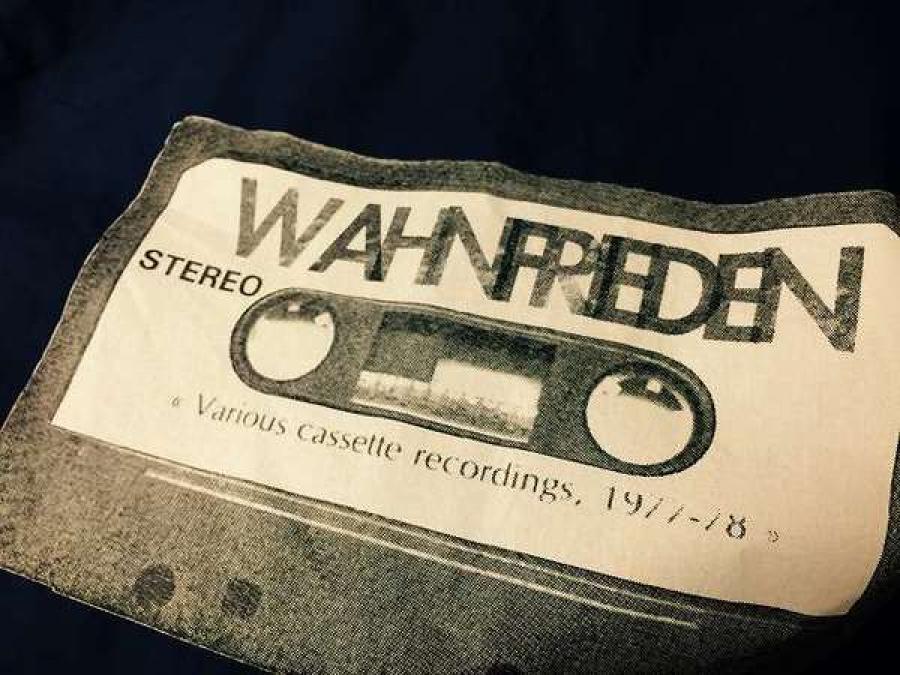 WAHNFRIEDEN
STEREO
« Various cassette recordings, 1977-78 »